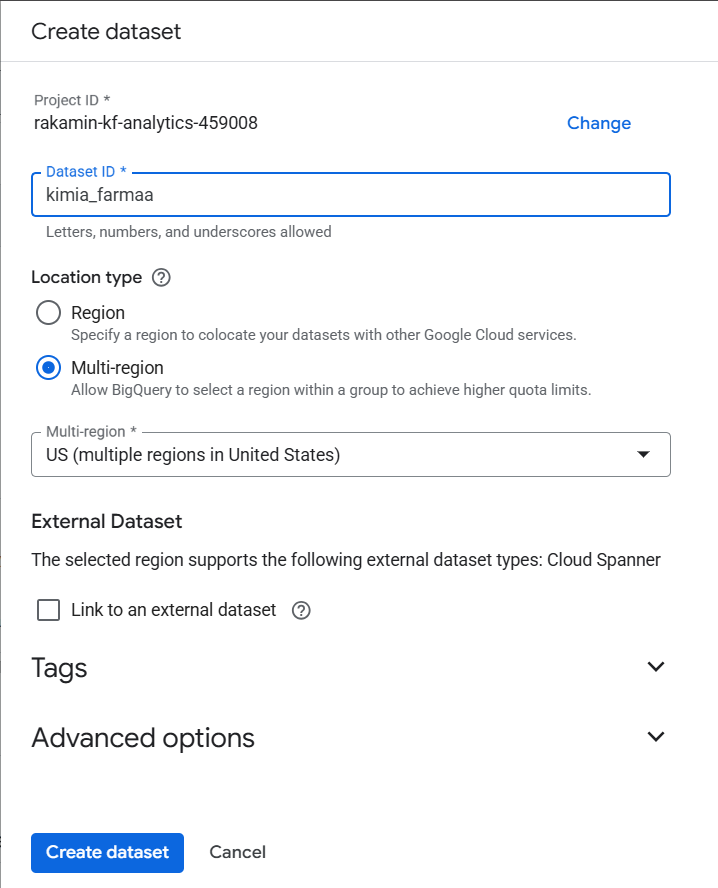 Create dataset
Project ID *
rakamin-kf-analytics-459008
Change
Dataset ID *
kimia_farmaa
Letters, numbers, and underscores allowed
Location type
Region
Specify a region to colocate your datasets with other Google Cloud services.
Multi-region
Allow BigQuery to select a region within a group to achieve higher quota limits.
Multi-region *
US (multiple regions in United States)
External Dataset
The selected region supports the following external dataset types: Cloud Spanner
Link to an external dataset
Tags
Advanced options
Create dataset
Cancel